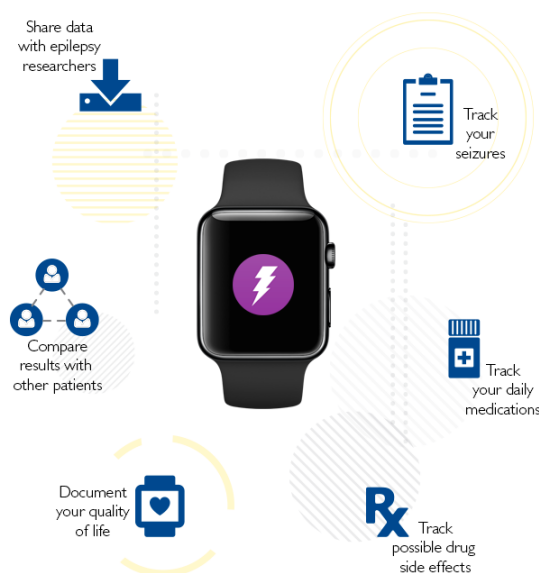 Share data
with epilepsy
researchers
Track
your
seizures
Compare
results with
other patients
Track
your daily
medications
Document
your quality
of life
Rx
Track
possible drug
side effects